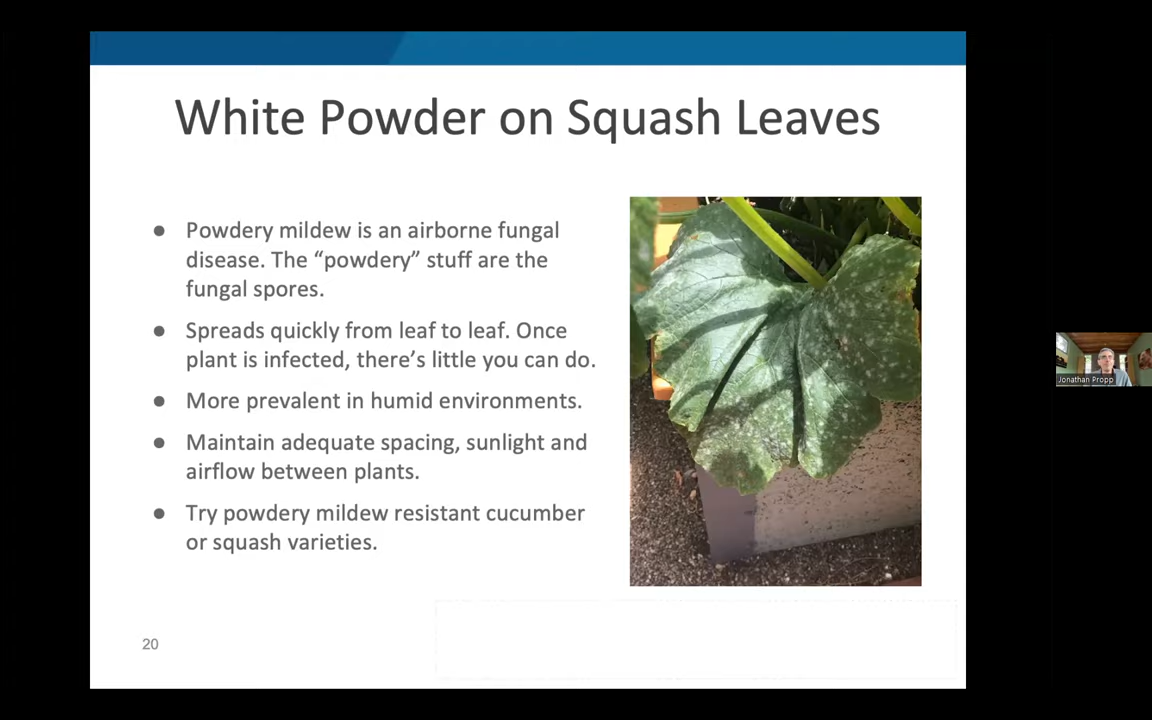 White Powder on Squash Leaves
● Powdery mildew is an airborne fungal
disease. The “powdery” stuff are the
fungal spores.
● Spreads quickly from leaf to leaf. Once
plant is infected, there’s little you can do.
● More prevalent in humid environments.
● Maintain adequate spacing, sunlight and
airflow between plants.
● Try powdery mildew resistant cucumber
or squash varieties.
20
Jonathan Propp